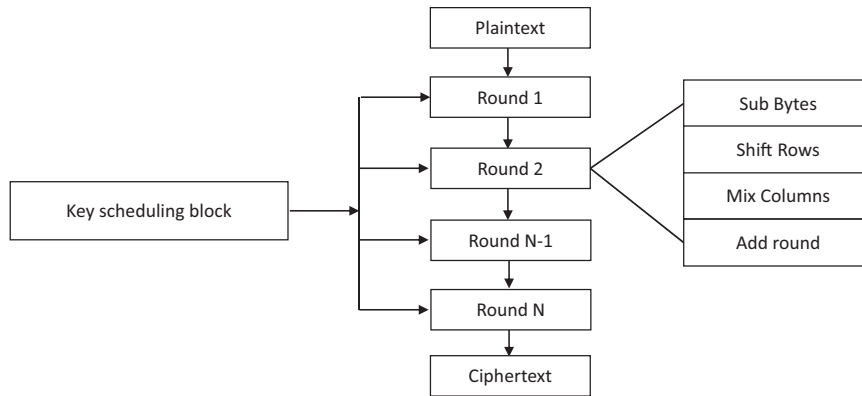 Plaintext
Round 1
Round 2
Key scheduling block
Round N-1
Round N
Ciphertext
Sub Bytes
Shift Rows
Mix Columns
Add round